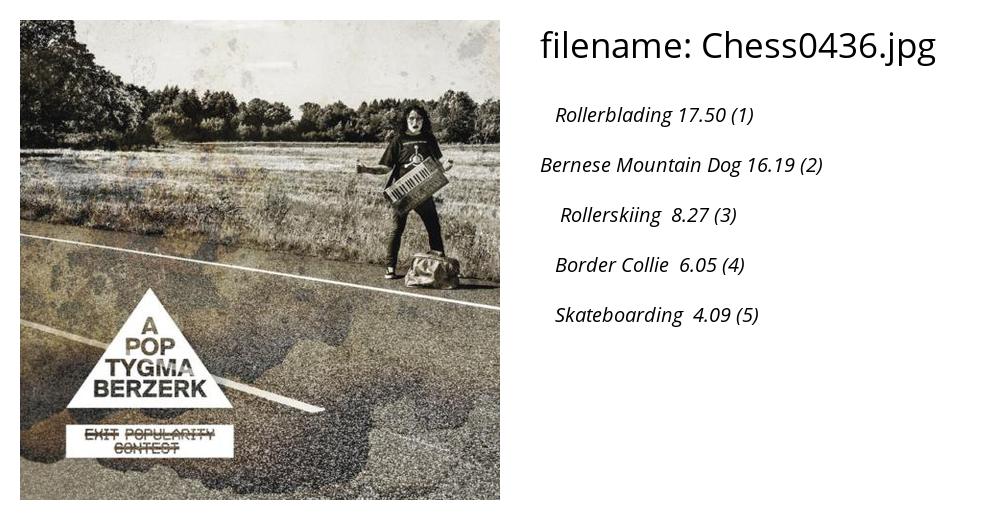 filename: Chess0436.jpg
Rollerblading 17.50 (1)
Bernese Mountain Dog 16.19 (2)
Rollerskiing 8.27 (3)
Border Collie 6.05 (4)
Skateboarding 4.09 (5)
A
POP
TYGMA
BERZERK
EXIT POPULARITY
CONTEST